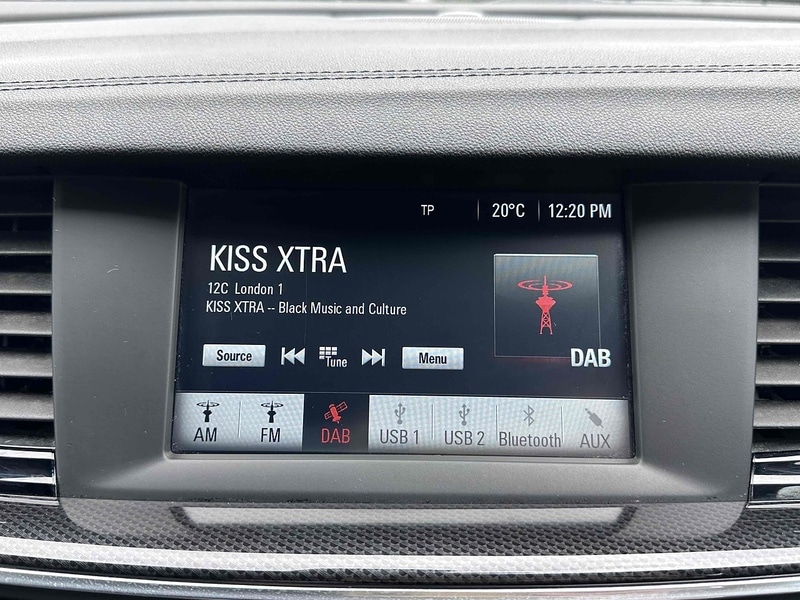 TP 20°C 12:20 PM
KISS XTRA
12C London 1
KISS XTRA -- Black Music and Culture
DAB
Source Tune Menu
AM FM DAB USB 1 USB 2 Bluetooth AUX